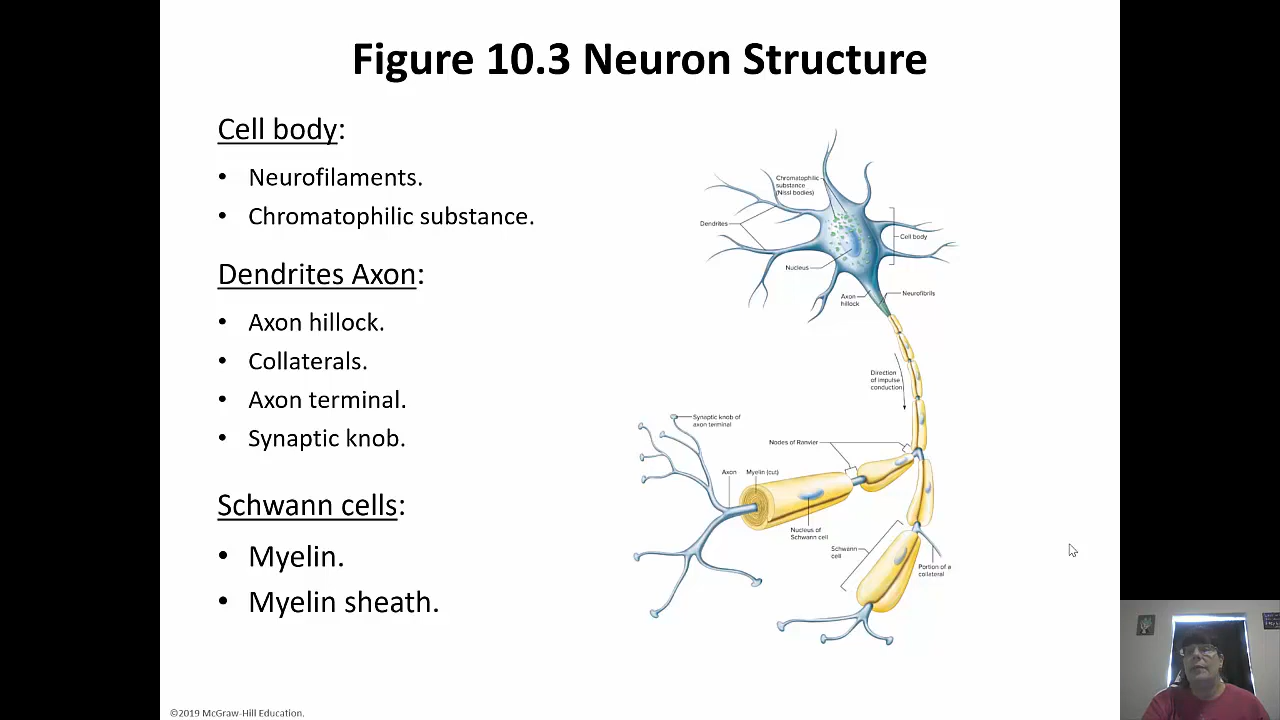 Figure 10.3 Neuron Structure
Cell body:
• Neurofilaments.
• Chromatophilic substance.
Dendrites Axon:
• Axon hillock.
• Collaterals.
• Axon terminal.
• Synaptic knob.
Schwann cells:
• Myelin.
• Myelin sheath.
Chromatophilic
substance
(Nissl bodies)
Dendrites
Cell body
Nucleus
Axon
hillock
Neurofibrils
Direction
of impulse
conduction
Synaptic knob of
axon terminal
Nodes of Ranvier
Axon
Myelin (cut)
Nucleus of
Schwann cell
Schwann
cell
Portion of a
collateral
©2019 McGraw-Hill Education.